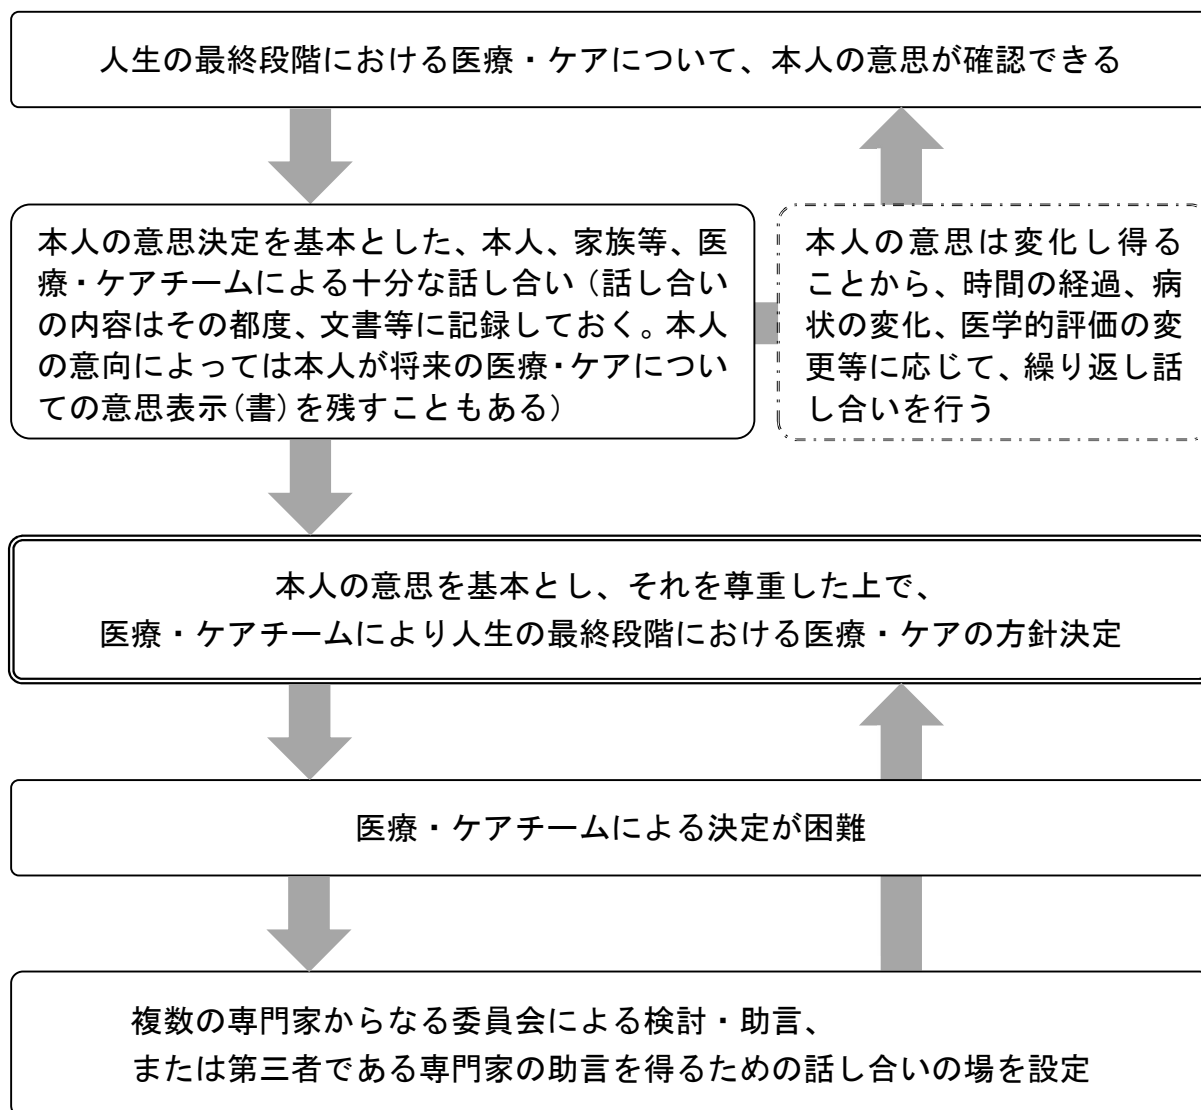 人生の最終段階における医療・ケアについて、本人の意思が確認できる
本人の意思決定を基本とした、本人、家族等、医
療・ケアチームによる十分な話し合い（話し合い
の内容はその都度、文書等に記録しておく。本人
の意向によっては本人が将来の医療・ケアについ
ての意思表示(書)を残すこともある）
本人の意思は変化し得る
ことから、時間の経過、病
状の変化、医学的評価の変
更等に応じて、繰り返し話
し合いを行う
本人の意思を基本とし、それを尊重した上で、
医療・ケアチームにより人生の最終段階における医療・ケアの方針決定
医療・ケアチームによる決定が困難
複数の専門家からなる委員会による検討・助言、
または第三者である専門家の助言を得るための話し合いの場を設定